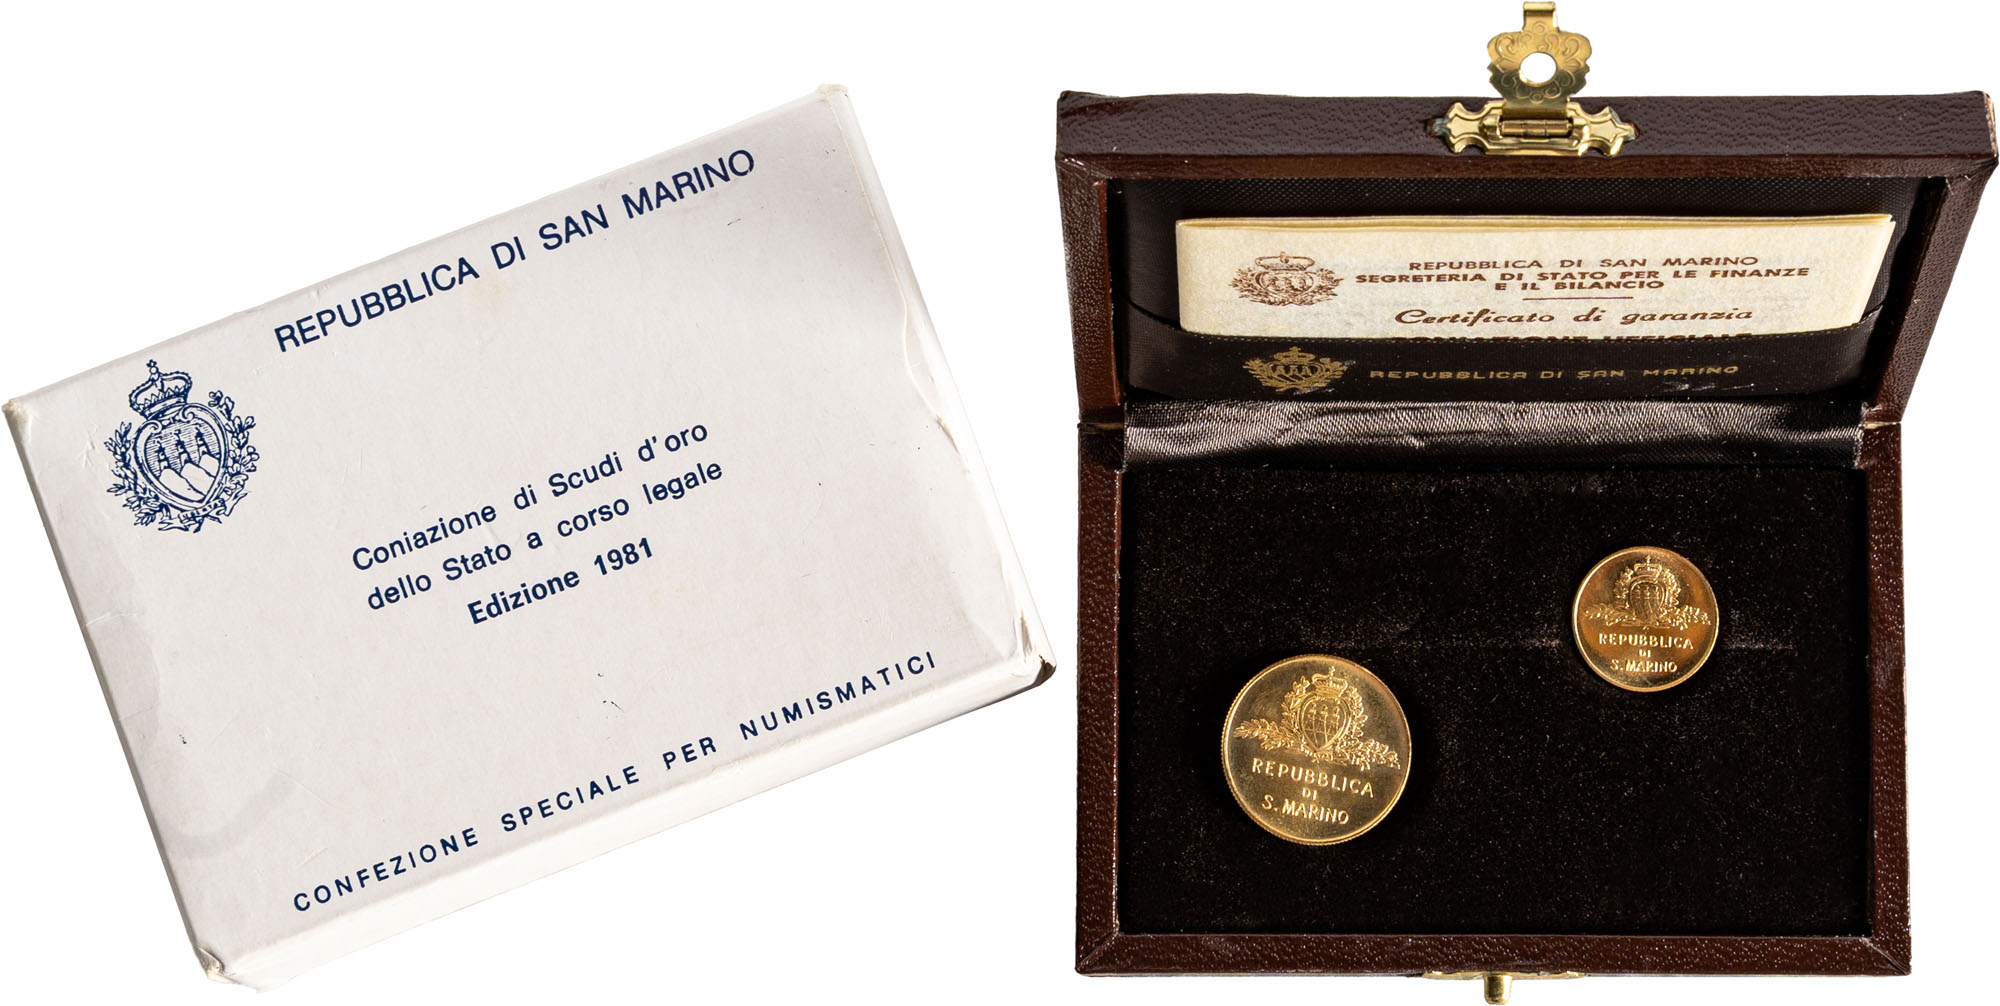 REPUBBLICA DI SAN MARINO
Coniazione di Scudi d'oro
dello Stato a corso legale
Edizione 1981
CONFEZIONE SPECIALE PER NUMISMATICI
REPUBBLICA DI SAN MARINO
SEGRETERIA DI STATO PER LE FINANZE
E IL BILANCIO
Certificato di garanzia
REPUBBLICA DI SAN MARINO
REPUBBLICA
DI
S. MARINO
REPUBBLICA
DI
S. MARINO